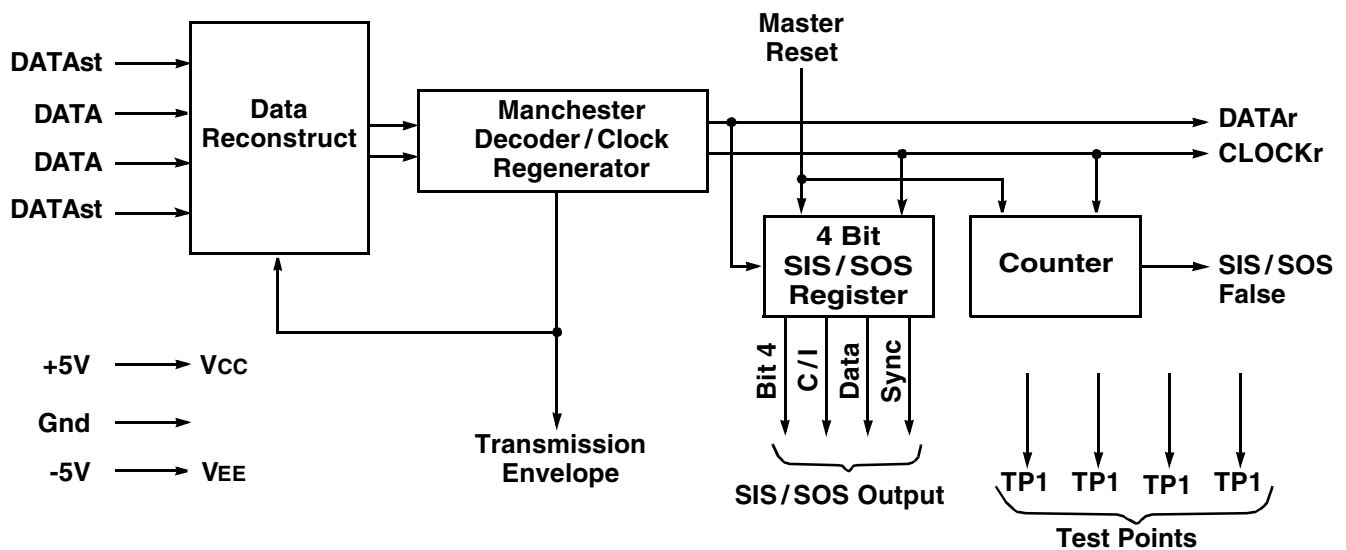 DATAst
DATA
DATA
DATAst
Data
Reconstruct
Manchester
Decoder/Clock
Regenerator
Master
Reset
DATAr
CLOCKr
4 Bit
SIS/SOS
Register
Counter
SIS/SOS
False
Bit 4
C/I
Data
Sync
+5V
VCC
Gnd
-5V
VEE
Transmission
Envelope
SIS/SOS Output
TP1 TP1 TP1 TP1
Test Points